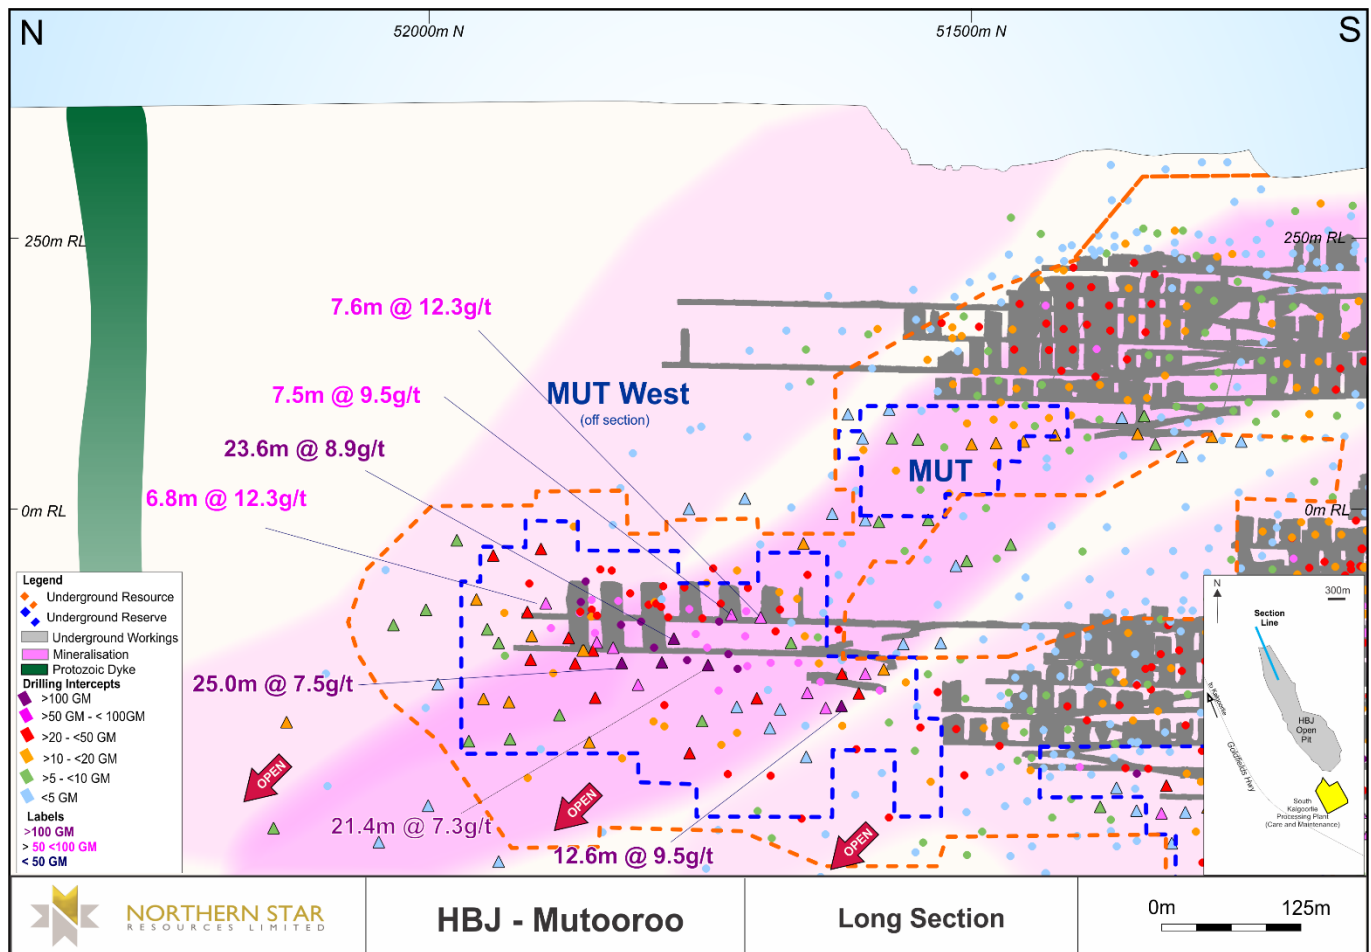 N
52000m N
51500m N
S
250m RL
250m RL
7.6m @ 12.3g/t
7.5m @ 9.5g/t
MUT West
(off section)
23.6m @ 8.9g/t
MUT
6.8m @ 12.3g/t
0m RL
0m RL
Legend
Underground Resource
Underground Reserve
Underground Workings
Mineralisation
Protozoic Dyke
Drilling Intercepts
>100 GM
>50 GM - < 100GM
>20 - <50 GM
>10 - <20 GM
>5 - <10 GM
<5 GM
Labels
>100 GM
> 50 <100 GM
< 50 GM
25.0m @ 7.5g/t
21.4m @ 7.3g/t
12.6m @ 9.5g/t
OPEN
OPEN
OPEN
N
300m
Section
Line
HBJ
Open
Pit
to Kalgoorlie
Goldfields Hwy
South
Kalgoorlie
Processing Plant
(Care and Maintenance)
NORTHERN STAR
RESOURCES LIMITED
HBJ - Mutooroo
Long Section
0m
125m